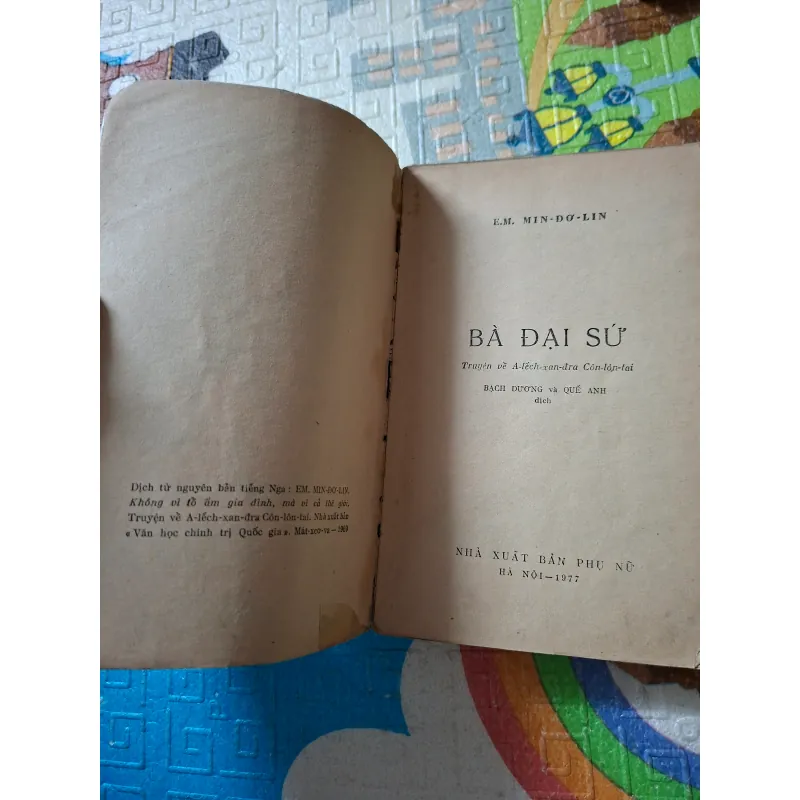 Dịch từ nguyên bản tiếng Nga: EM. MIN-ĐƠ-LIN.
Không vì tổ ấm gia đình, mà vì cả thế giới.
Truyện về A-lếch-xan-đra Côn-lôn-tai. Nhà xuất bản
« Văn học chính trị Quốc gia». Mát-xcơ-va — 1969
E.M. MIN-ĐƠ-LIN
BÀ ĐẠI SỨ
Truyện về A-lếch-xan-đra Côn-lôn-tai
BẠCH DƯƠNG và QUẾ ANH
dịch
NHÀ XUẤT BẢN PHỤ NỮ
HÀ NỘI — 1977